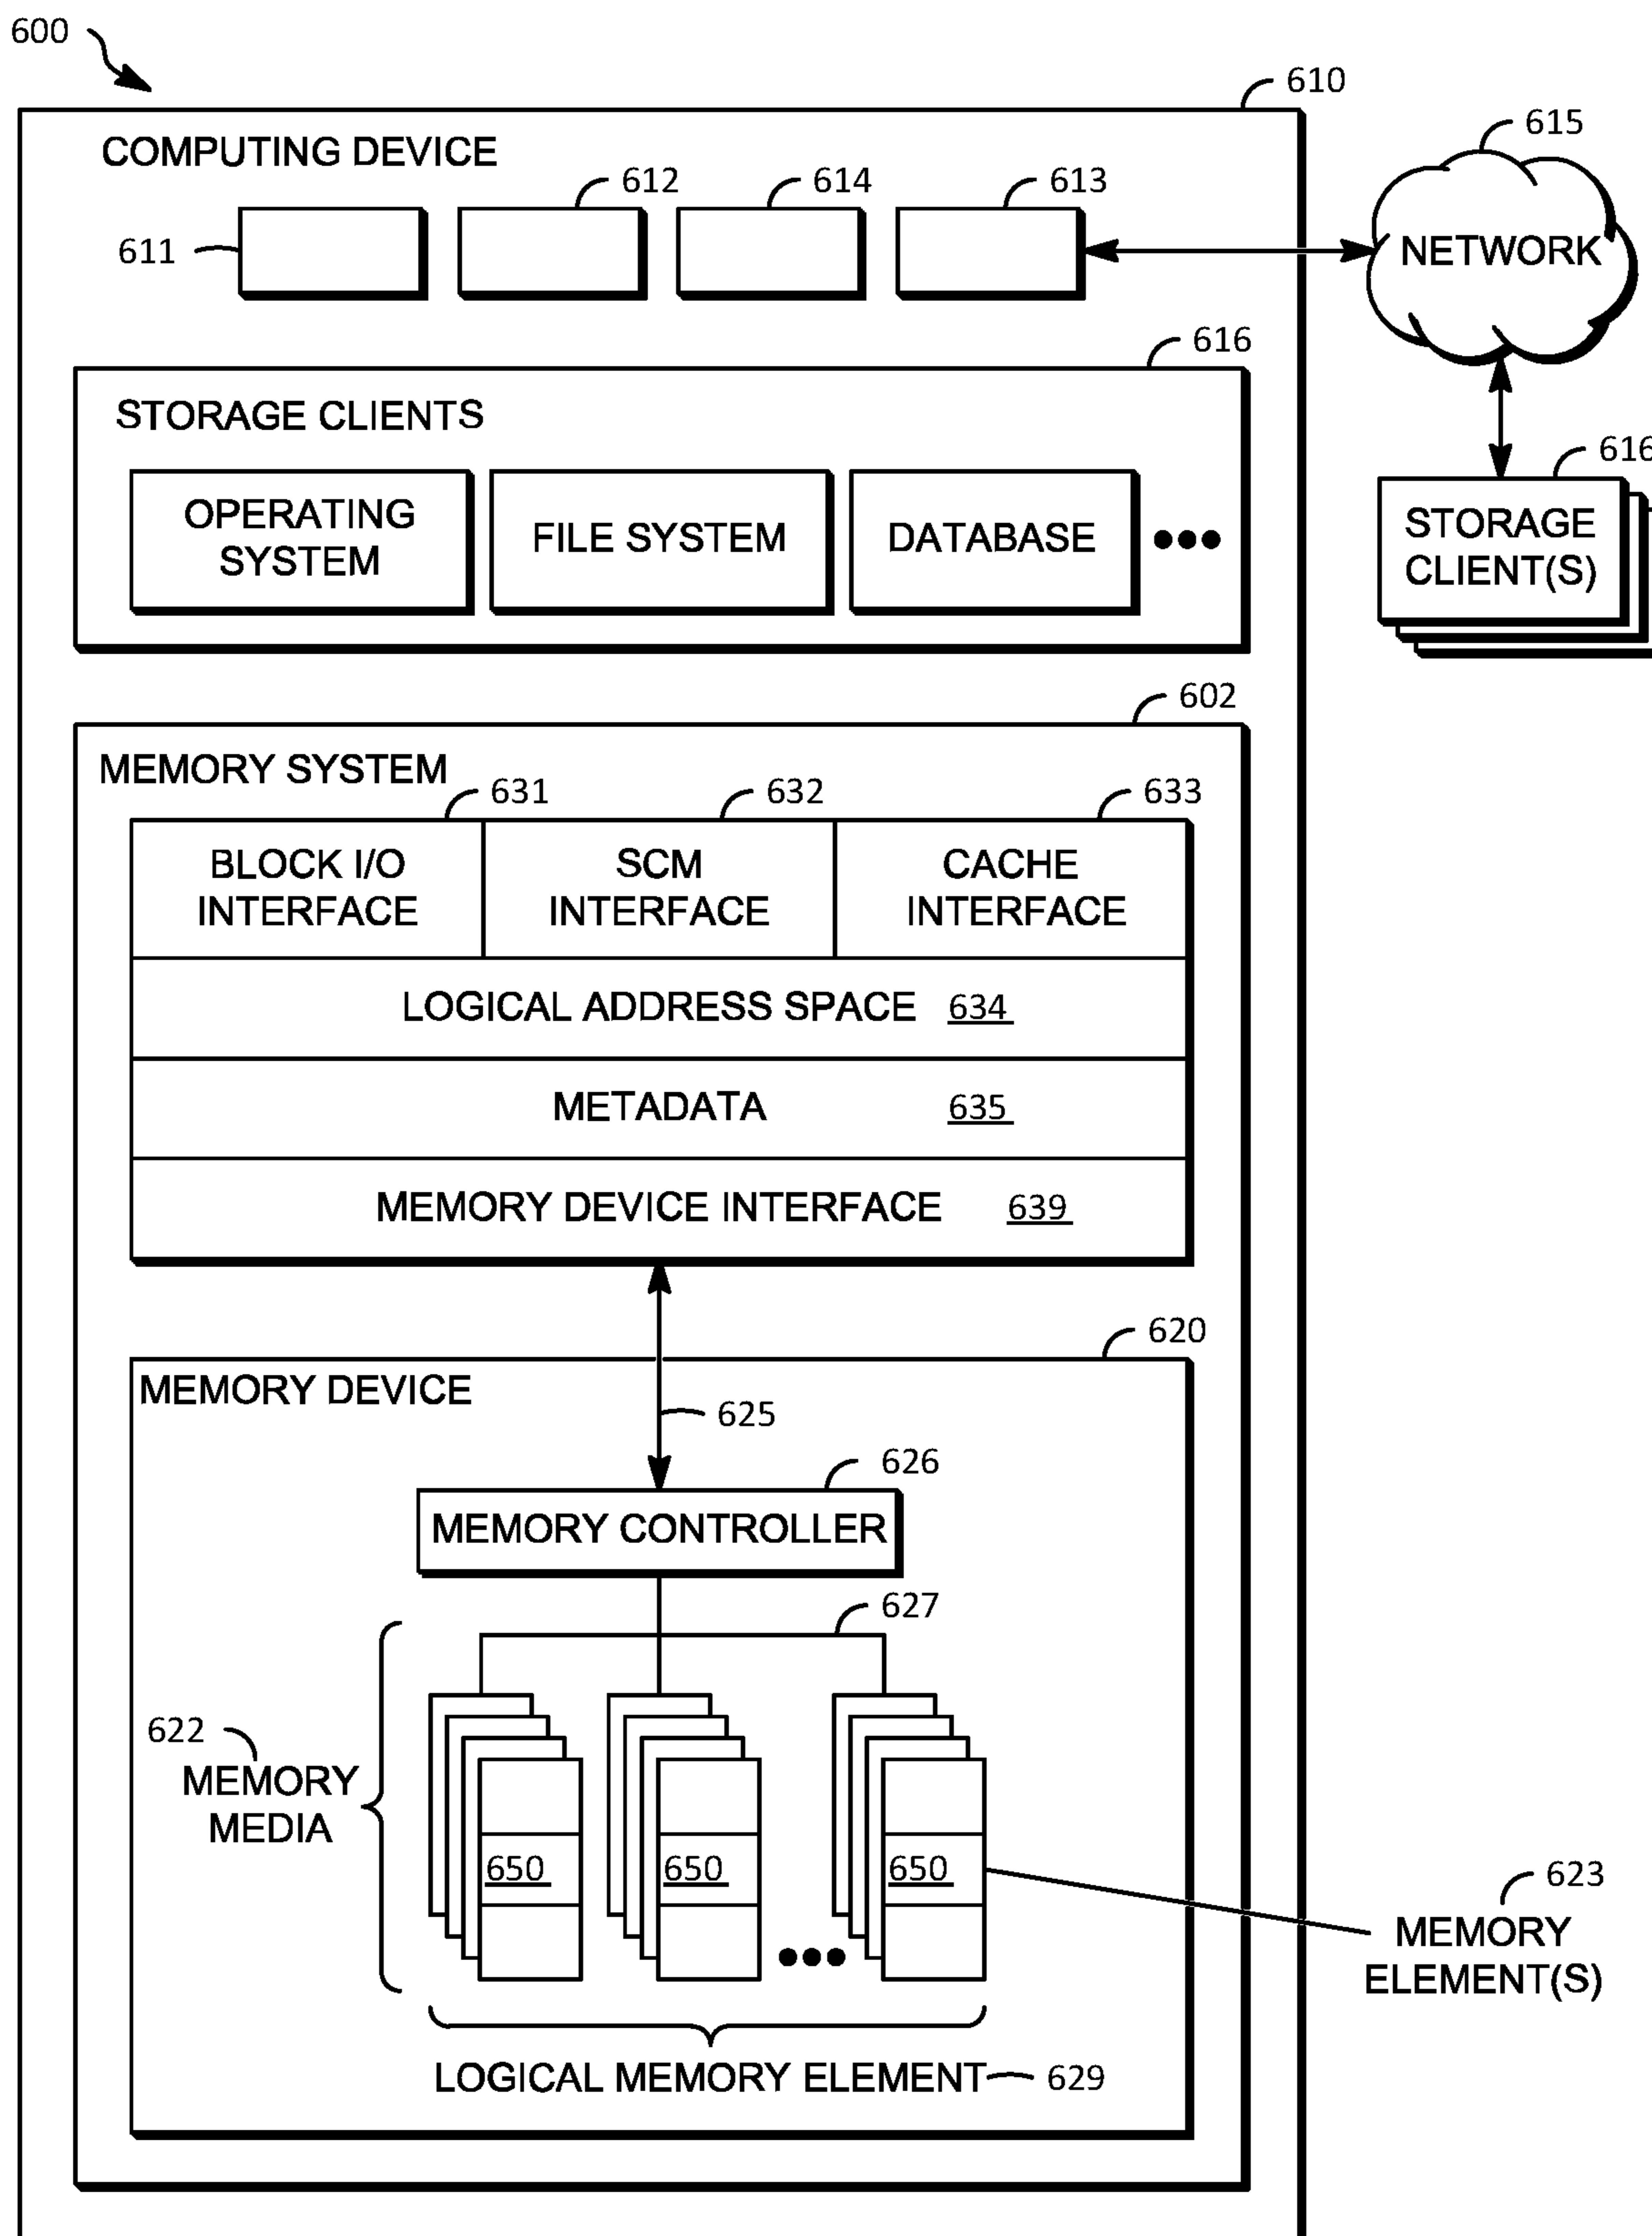 600
610
615
COMPUTING DEVICE
612
614
613
611
NETWORK
616
STORAGE CLIENTS
616
OPERATING
SYSTEM
FILE SYSTEM
DATABASE
STORAGE
CLIENT(S)
602
MEMORY SYSTEM
631
632
633
BLOCK I/O
INTERFACE
SCM
INTERFACE
CACHE
INTERFACE
LOGICAL ADDRESS SPACE 634
METADATA 635
MEMORY DEVICE INTERFACE 639
620
MEMORY DEVICE
625
626
MEMORY CONTROLLER
627
622
MEMORY
MEDIA
650
650
650
623
MEMORY
ELEMENT(S)
LOGICAL MEMORY ELEMENT 629